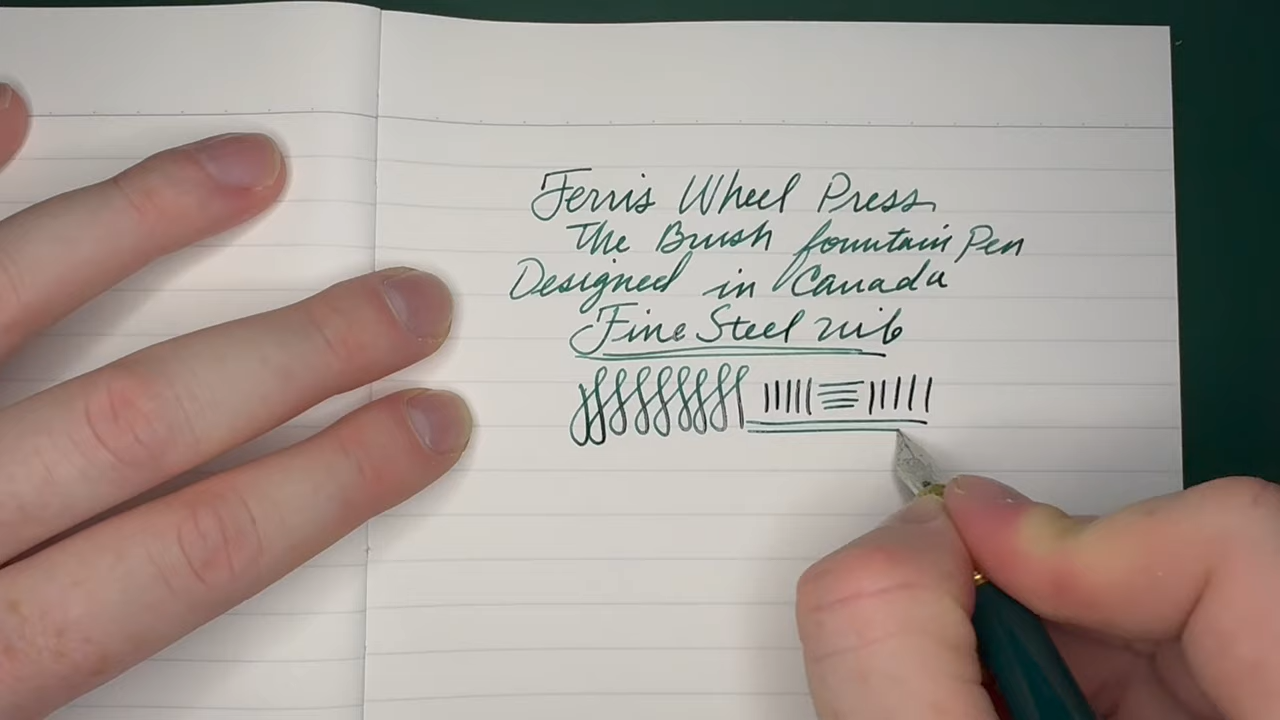 Ferris Wheel Press
The Brush fountain Pen
Designed in Canada
Fine Steel nib